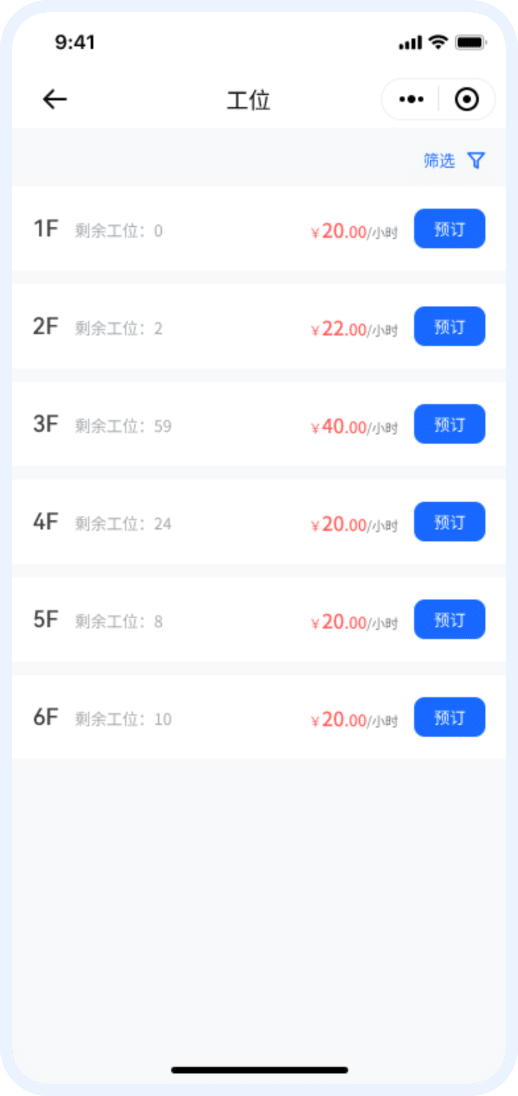 9:41
工位
筛选
1F 剩余工位：0 ¥20.00/小时 预订
2F 剩余工位：2 ¥22.00/小时 预订
3F 剩余工位：59 ¥40.00/小时 预订
4F 剩余工位：24 ¥20.00/小时 预订
5F 剩余工位：8 ¥20.00/小时 预订
6F 剩余工位：10 ¥20.00/小时 预订